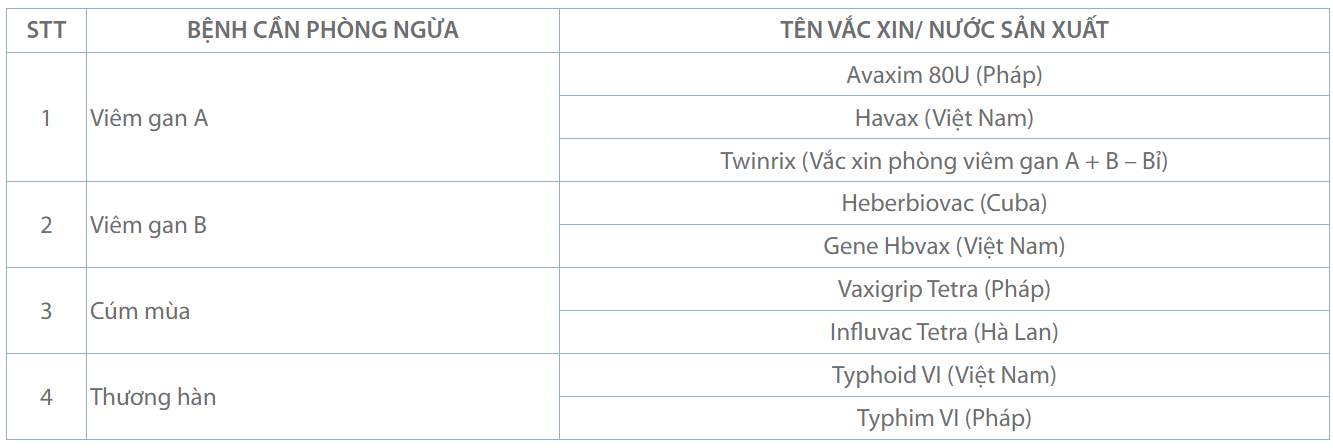 STT BỆNH CẦN PHÒNG NGỪA TÊN VẮC XIN/ NƯỚC SẢN XUẤT
1 Viêm gan A Avaxim 80U (Pháp)
Havax (Việt Nam)
Twinrix (Vắc xin phòng viêm gan A + B – Bỉ)
2 Viêm gan B Heberbiovac (Cuba)
Gene Hbvax (Việt Nam)
3 Cúm mùa Vaxigrip Tetra (Pháp)
Influvac Tetra (Hà Lan)
4 Thương hàn Typhoid VI (Việt Nam)
Typhim VI (Pháp)